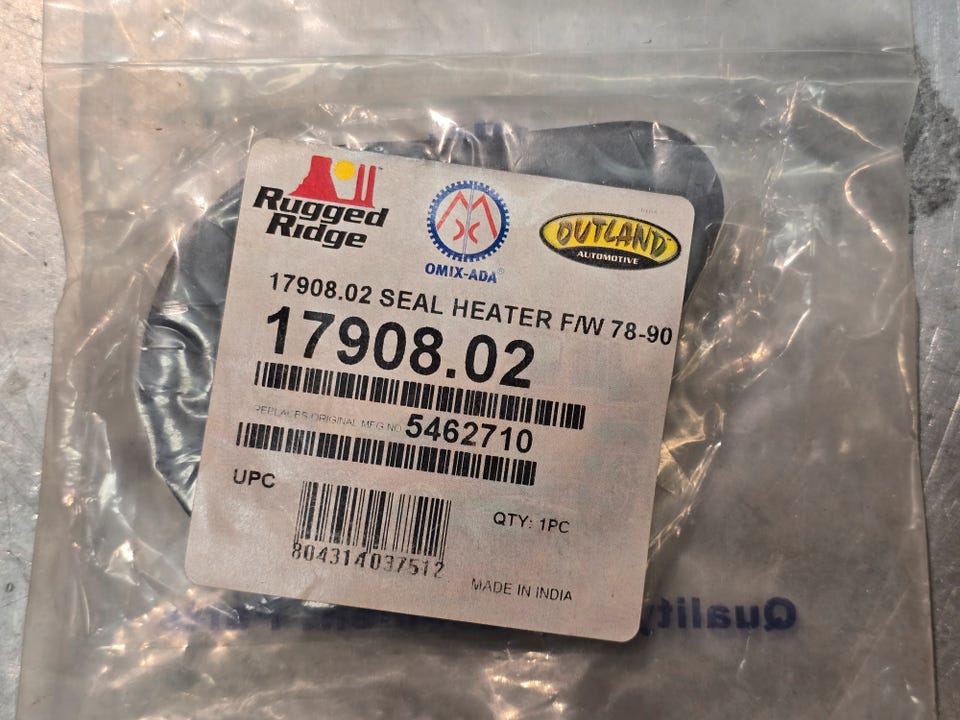 Rugged
Ridge
OMIX-ADA®
OUTLAND
AUTOMOTIVE
17908.02 SEAL HEATER F/W 78-90
17908.02
REPLACES ORIGINAL MFG NO 5462710
UPC
804314037512
QTY: 1PC
MADE IN INDIA
Quality